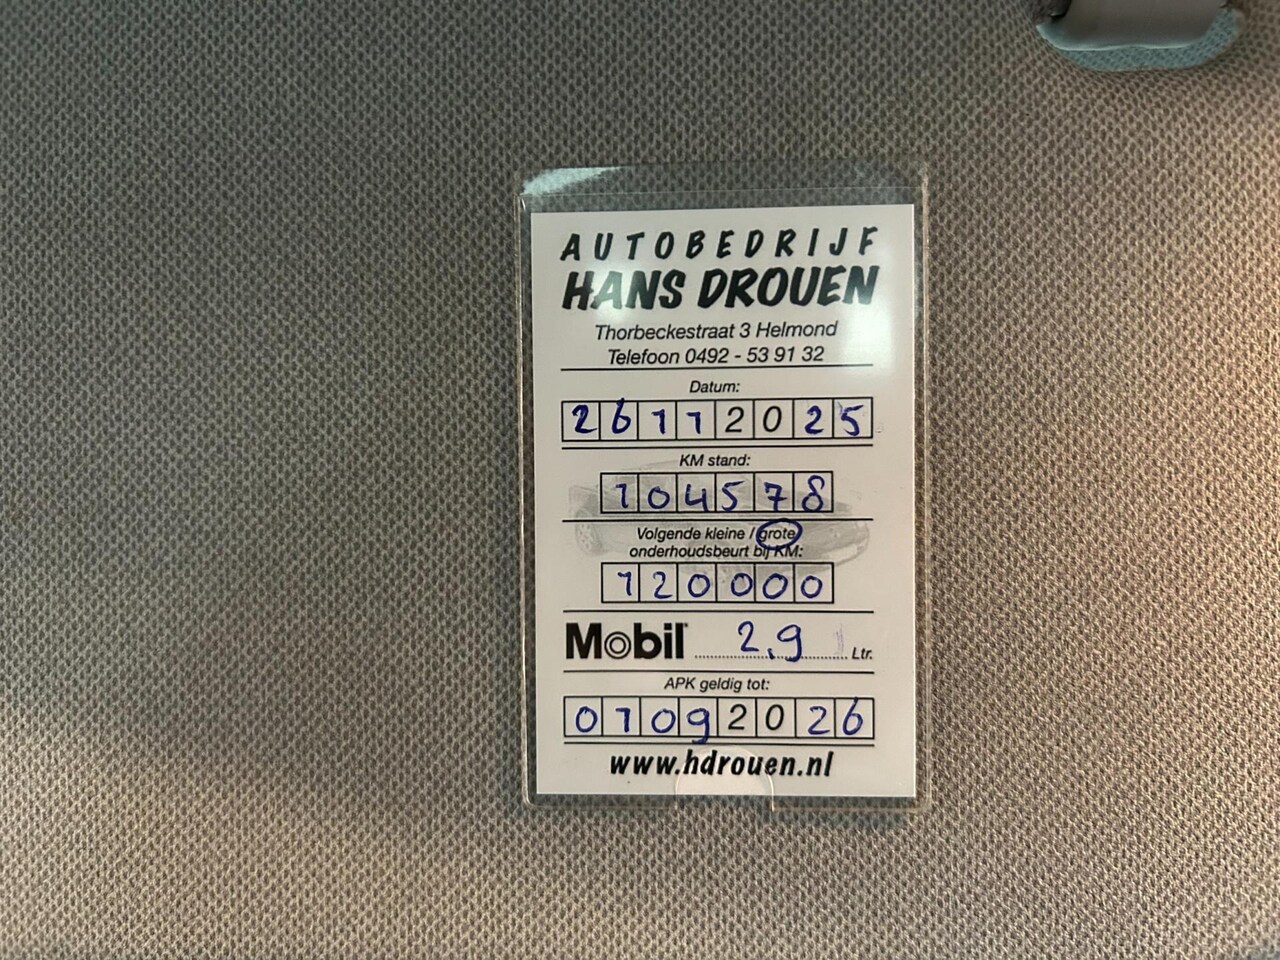 AUTOBEDRIJF
HANS DROUEN
Thorbeckestraat 3 Helmond
Telefoon 0492 - 53 91 32
Datum:
26112025
KM stand:
104578
Volgende kleine / grote
onderhoudsbeurt bij KM:
120000
Mobil 2,9 Ltr.
APK geldig tot:
01092026
www.hdrouen.nl